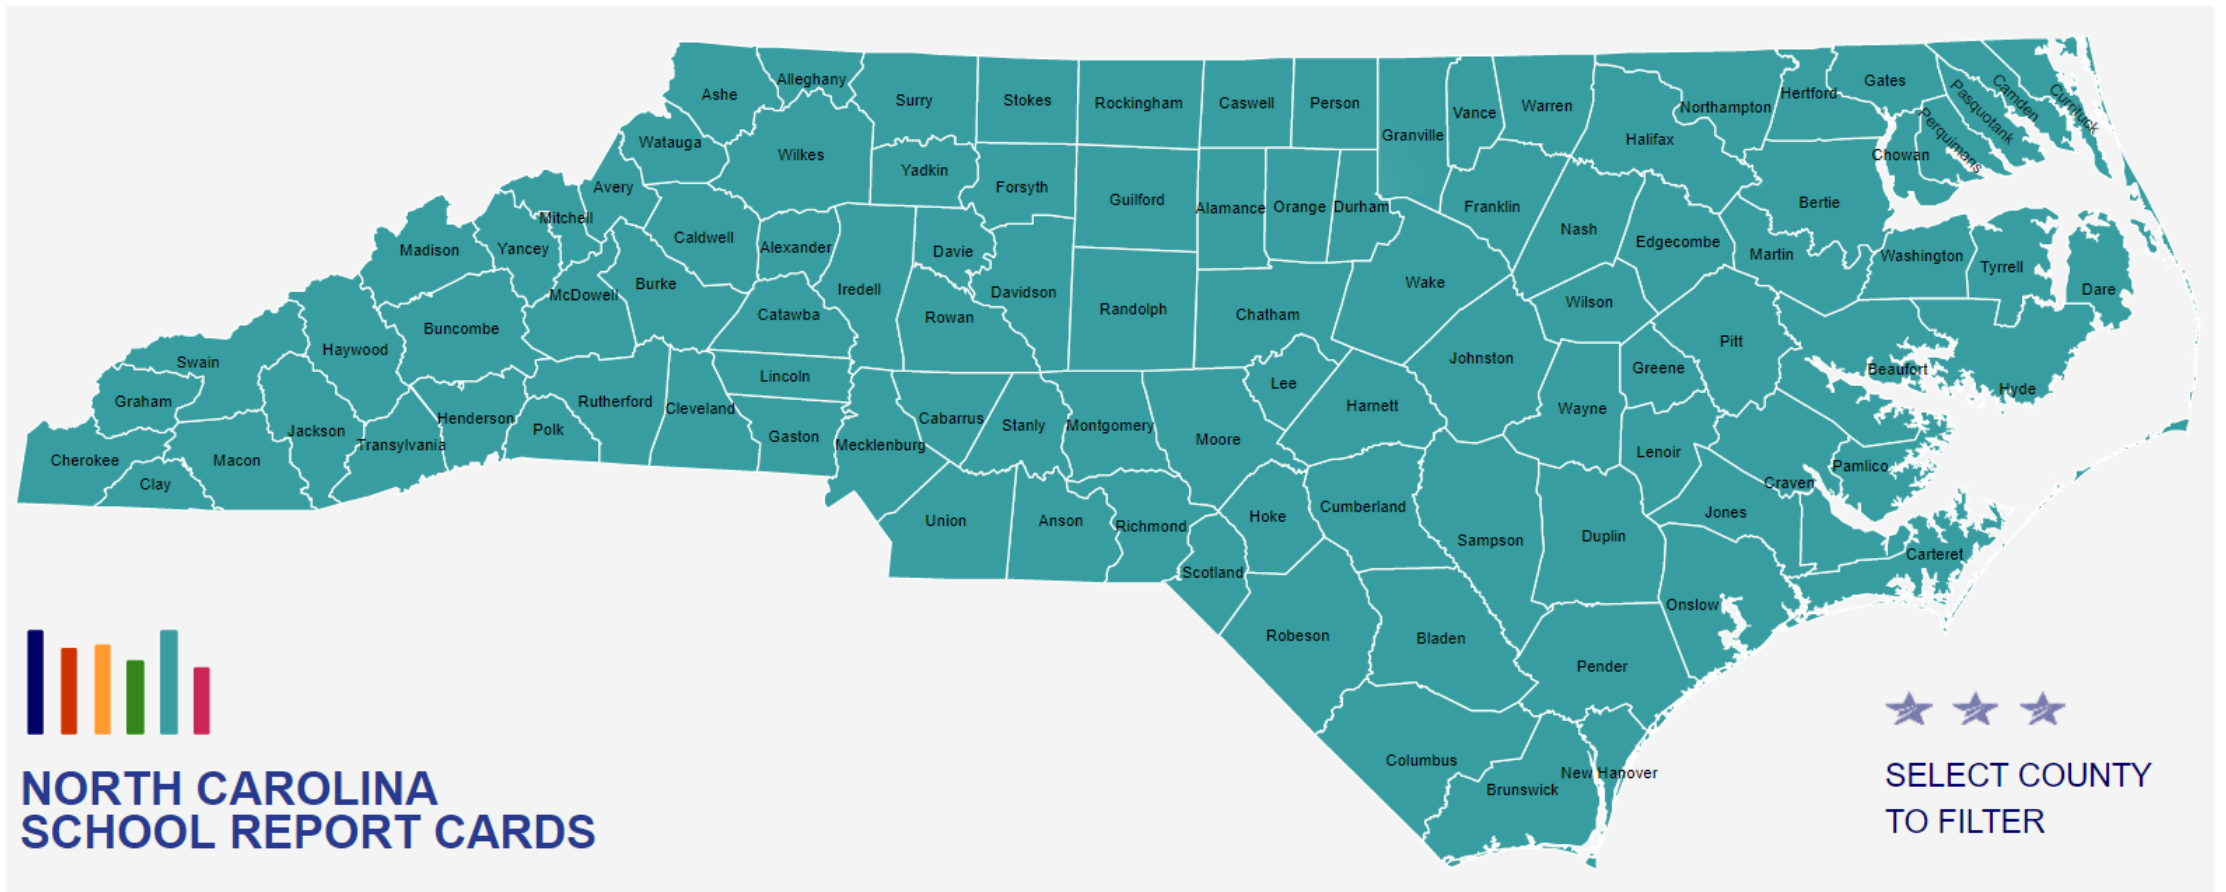 Ashe
Alleghany
Surry
Stokes
Rockingham
Caswell
Person
Granville
Vance
Warren
Northampton
Hertford
Gates
Pasquotank
Camden
Currituck
Watauga
Wilkes
Yadkin
Forsyth
Guilford
Alamance
Orange
Durham
Franklin
Halifax
Bertie
Chowan
Perquimans
Avery
Mitchell
Yancey
Madison
Caldwell
Alexander
Iredell
Davie
Davidson
Randolph
Chatham
Wake
Nash
Edgecombe
Martin
Washington
Tyrrell
Dare
McDowell
Burke
Catawba
Rowan
Wilson
Pitt
Beaufort
Hyde
Swain
Haywood
Buncombe
Graham
Cherokee
Clay
Macon
Jackson
Transylvania
Henderson
Polk
Rutherford
Cleveland
Lincoln
Gaston
Mecklenburg
Cabarrus
Stanly
Montgomery
Moore
Lee
Harnett
Johnston
Wayne
Greene
Lenoir
Craven
Pamlico
Union
Anson
Richmond
Scotland
Hoke
Cumberland
Sampson
Duplin
Jones
Carteret
Onslow
Robeson
Bladen
Pender
Columbus
Brunswick
New Hanover
NORTH CAROLINA
SCHOOL REPORT CARDS
SELECT COUNTY
TO FILTER